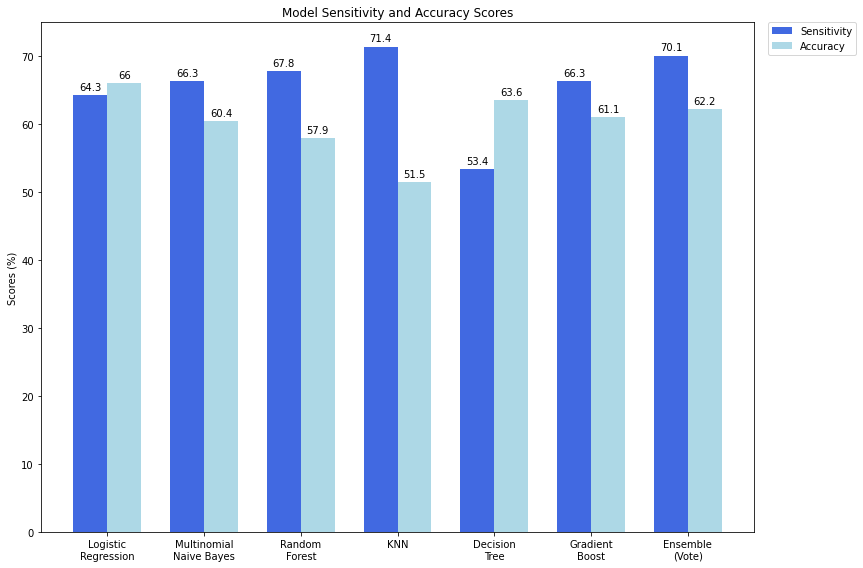 Model Sensitivity and Accuracy Scores
Sensitivity
Accuracy
Scores (%)
70
60
50
40
30
20
10
0
64.3
66
66.3
60.4
67.8
57.9
71.4
51.5
53.4
63.6
66.3
61.1
70.1
62.2
Logistic
Regression
Multinomial
Naive Bayes
Random
Forest
KNN
Decision
Tree
Gradient
Boost
Ensemble
(Vote)